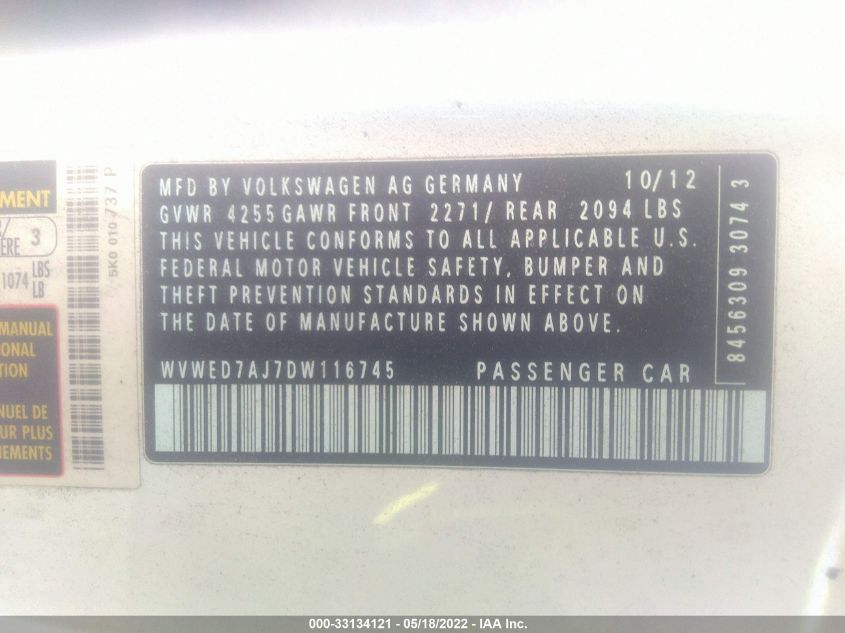 MFD BY VOLKSWAGEN AG GERMANY 10/12
GVWR 4255 GAWR FRONT 2271/ REAR 2094 LBS
THIS VEHICLE CONFORMS TO ALL APPLICABLE U.S.
FEDERAL MOTOR VEHICLE SAFETY, BUMPER AND
THEFT PREVENTION STANDARDS IN EFFECT ON
THE DATE OF MANUFACTURE SHOWN ABOVE.
WVWED7AJ7DW116745 PASSENGER CAR
8456309 3074 3
MENT
ERE 3
1074 LBS
LB
5K0 010 737 P
MANUAL
ONAL
TION
NUEL DE
UR PLUS
NEMENTS
000-33134121 - 05/18/2022 - IAA Inc.